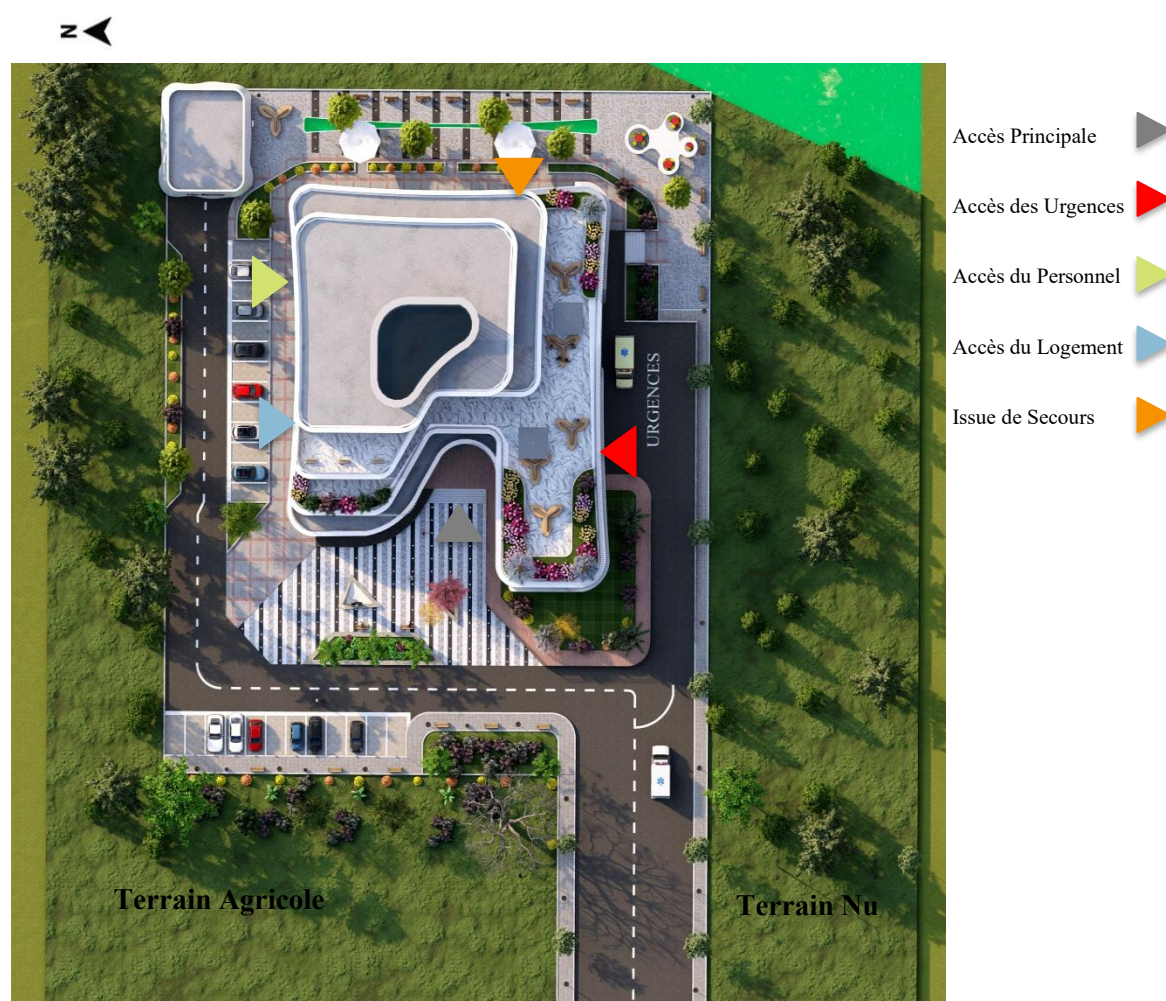 N
Accès Principale
Accès des Urgences
Accès du Personnel
Accès du Logement
Issue de Secours
URGENCES
Terrain Agricole
Terrain Nu